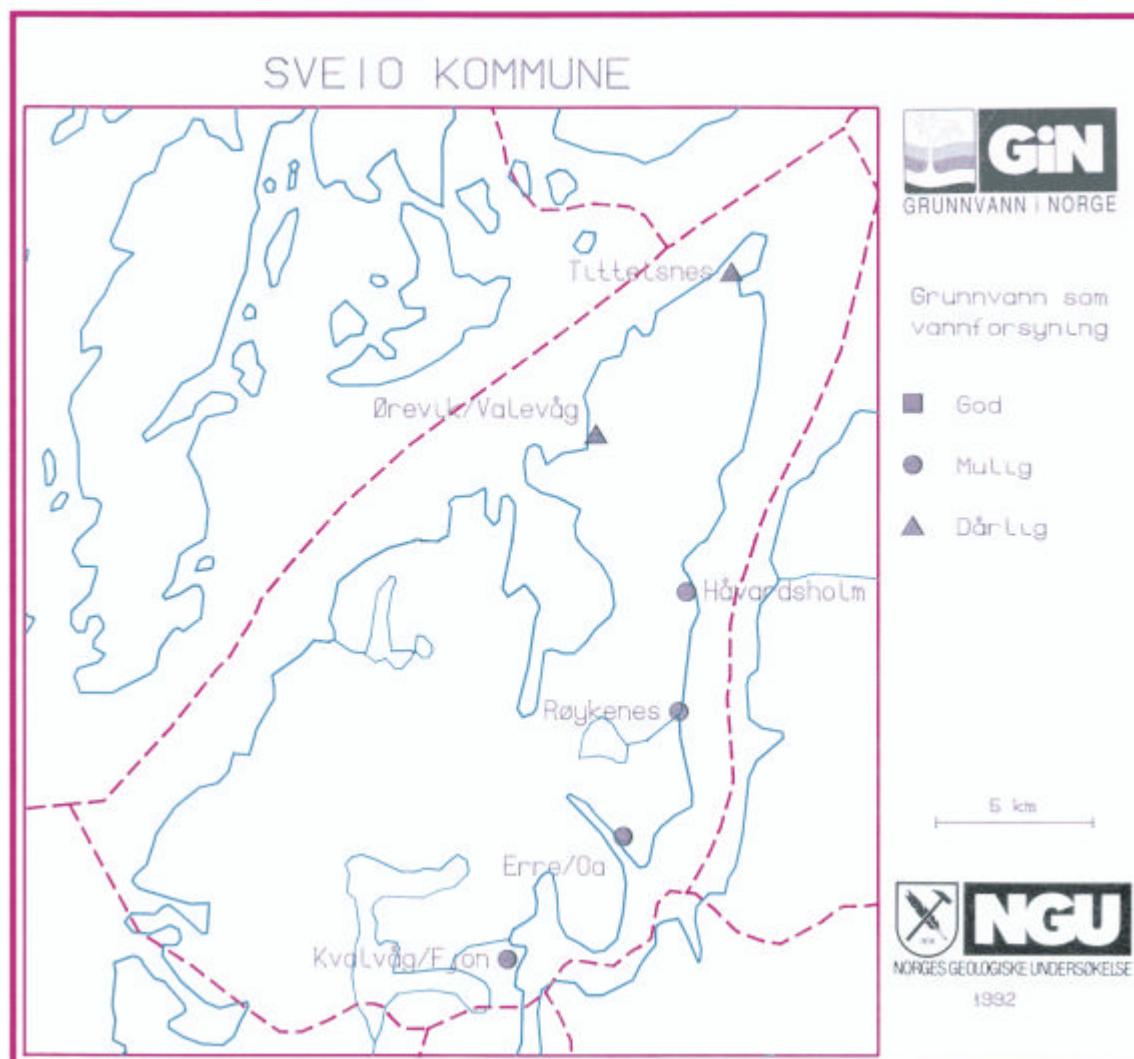 SVEIO KOMMUNE
GiN
GRUNNVANN I NORGE
Tittelsnes
Grunnvann som
vannforsyning
Ørevik/Valevåg
God
Mulig
Dårlig
Håvardsholm
Røykenes
5 km
Erre/Oa
Kvalvåg/Fjon
NGU
NORGES GEOLOGISKE UNDERSØKELSE
1992